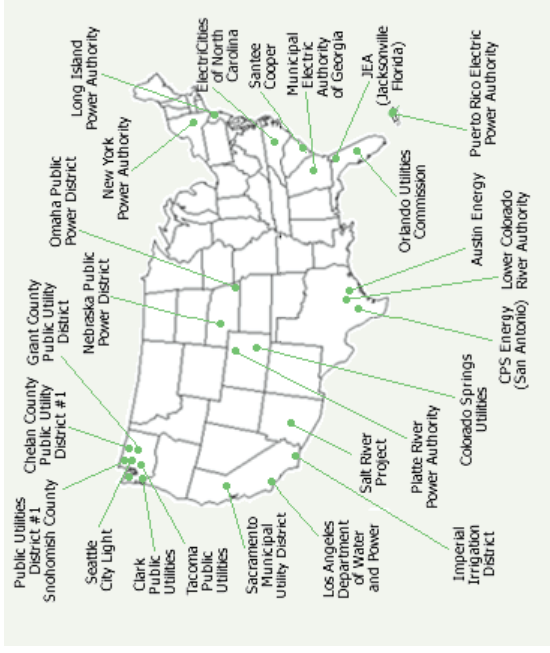 Public Utilities
District #1
Snohomish County
Chelan County
Public Utility
District #1
Grant County
Public Utility
District
Nebraska Public
Power District
Omaha Public
Power District
New York
Power Authority
Long Island
Power Authority
ElectriCities
of North
Carolina
Santee
Cooper
Municipal
Electric
Authority
of Georgia
JEA
(Jacksonville
Florida)
Puerto Rico Electric
Power Authority
Orlando Utilities
Commission
Austin Energy
Lower Colorado
River Authority
CPS Energy
(San Antonio)
Colorado Springs
Utilities
Platte River
Power Authority
Salt River
Project
Imperial
Irrigation
District
Los Angeles
Department
of Water
and Power
Sacramento
Municipal
Utility District
Tacoma
Public
Utilities
Clark
Public
Utilities
Seattle
City Light